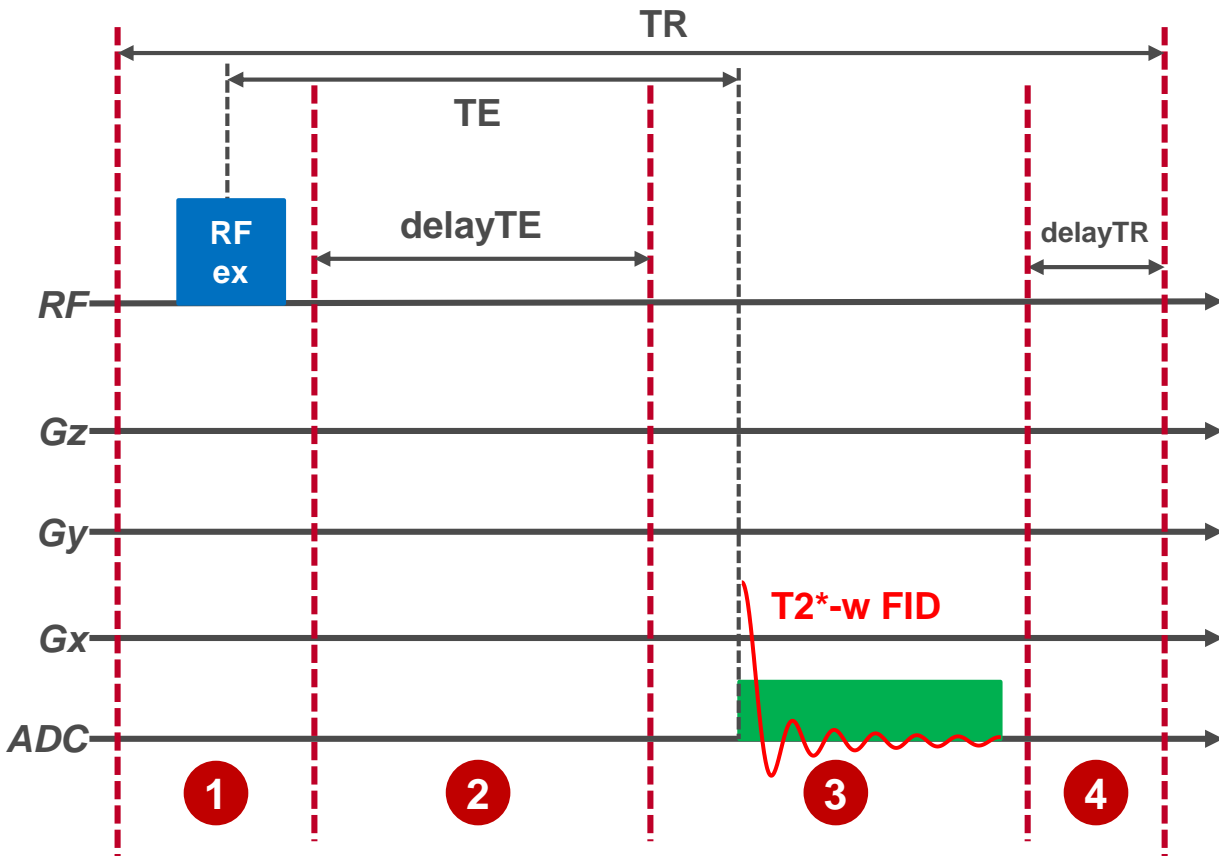 TR
TE
RF
ex
delayTE
delayTR
RF
Gz
Gy
T2*-w FID
Gx
ADC
1
2
3
4